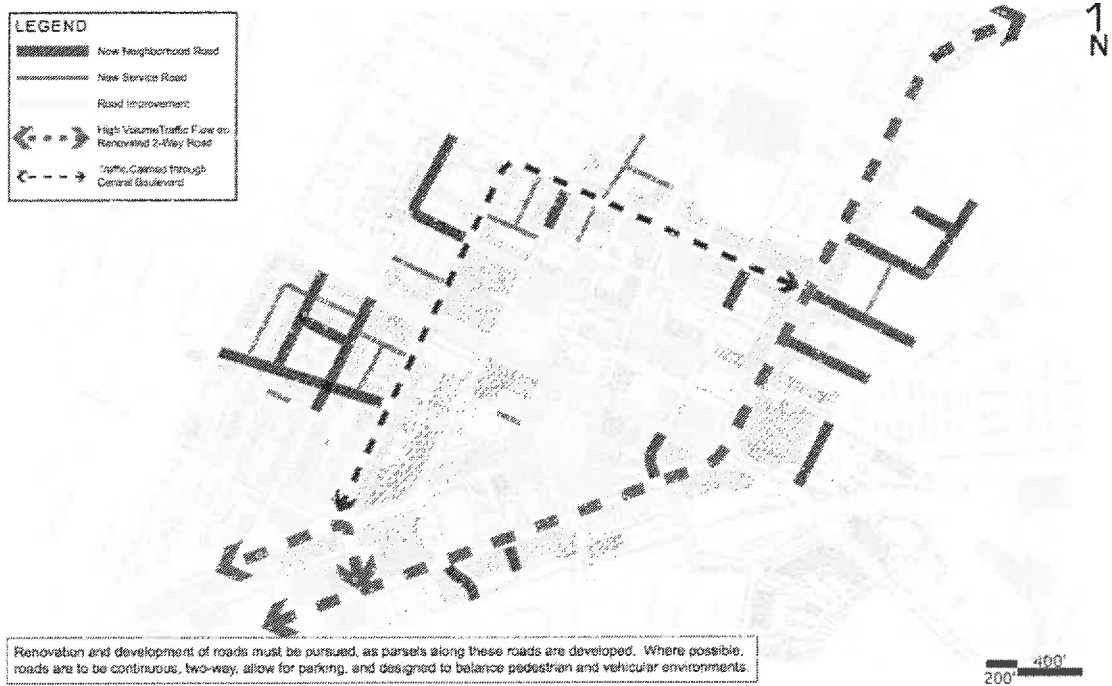 LEGEND
New Neighborhood Road
New Service Road
Road Improvement
High Volume Traffic Flow on
Renovated 2-Way Road
Traffic Calmed through
Central Boulevard
1
N
Renovation and development of roads must be pursued, as parsels along these roads are developed. Where possible,
roads are to be continuous, two-way, allow for parking, and designed to balance pedestrian and vehicular environments.
400'
200'